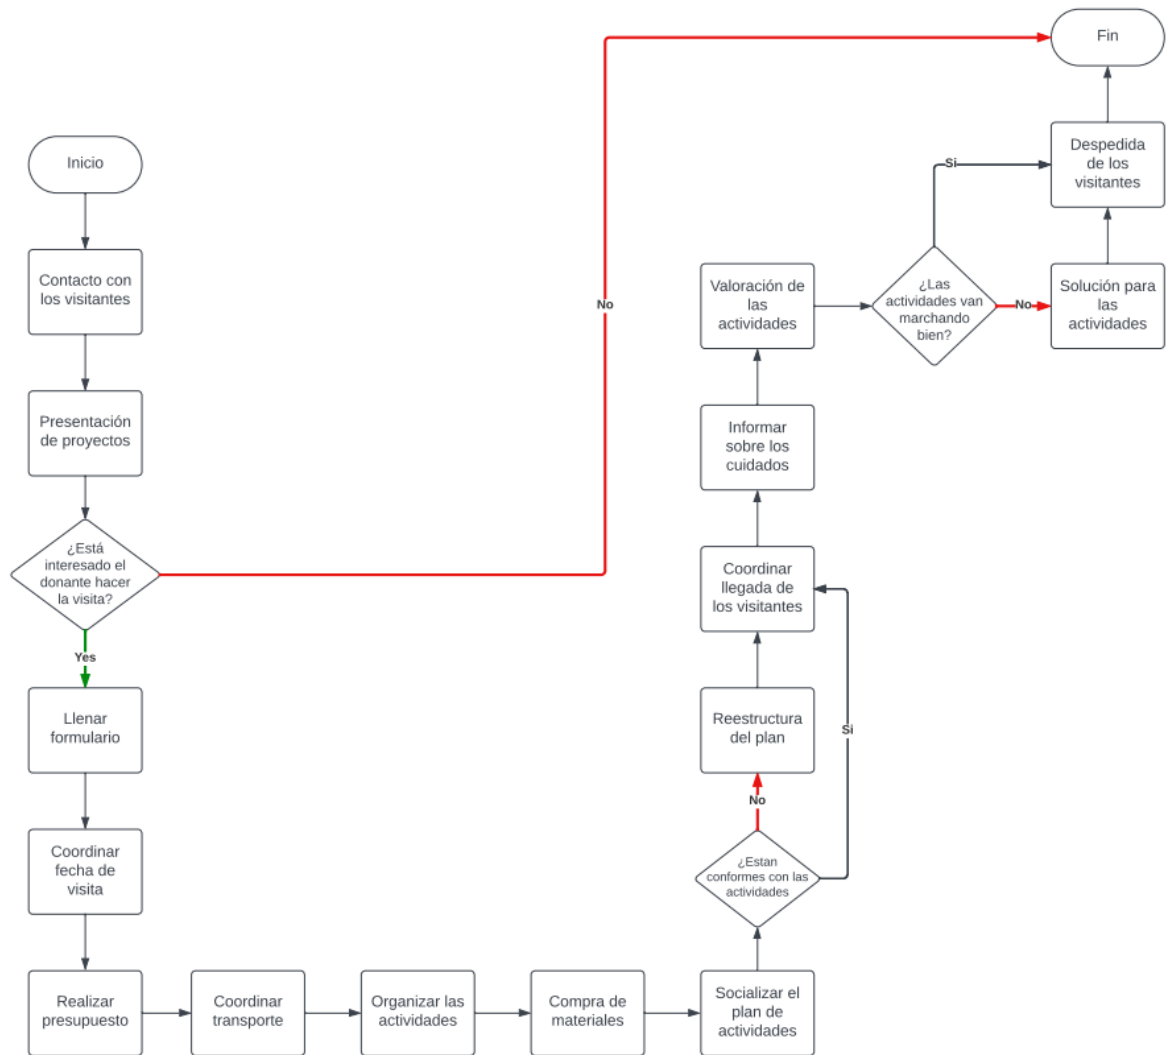 Inicio
Contacto con
los visitantes
Presentación
de proyectos
¿Está
interesado el
donante hacer
la visita?
No
Yes
Llenar
formulario
Coordinar
fecha de
visita
Realizar
presupuesto
Coordinar
transporte
Organizar las
actividades
Compra de
materiales
Socializar el
plan de
actividades
¿Estan
conformes con las
actividades
No
Si
Reestructura
del plan
Coordinar
llegada de
los visitantes
Informar
sobre los
cuidados
Valoración de
las
actividades
¿Las
actividades van
marchando
bien?
Si
No
Solución para
las
actividades
Despedida
de los
visitantes
Fin